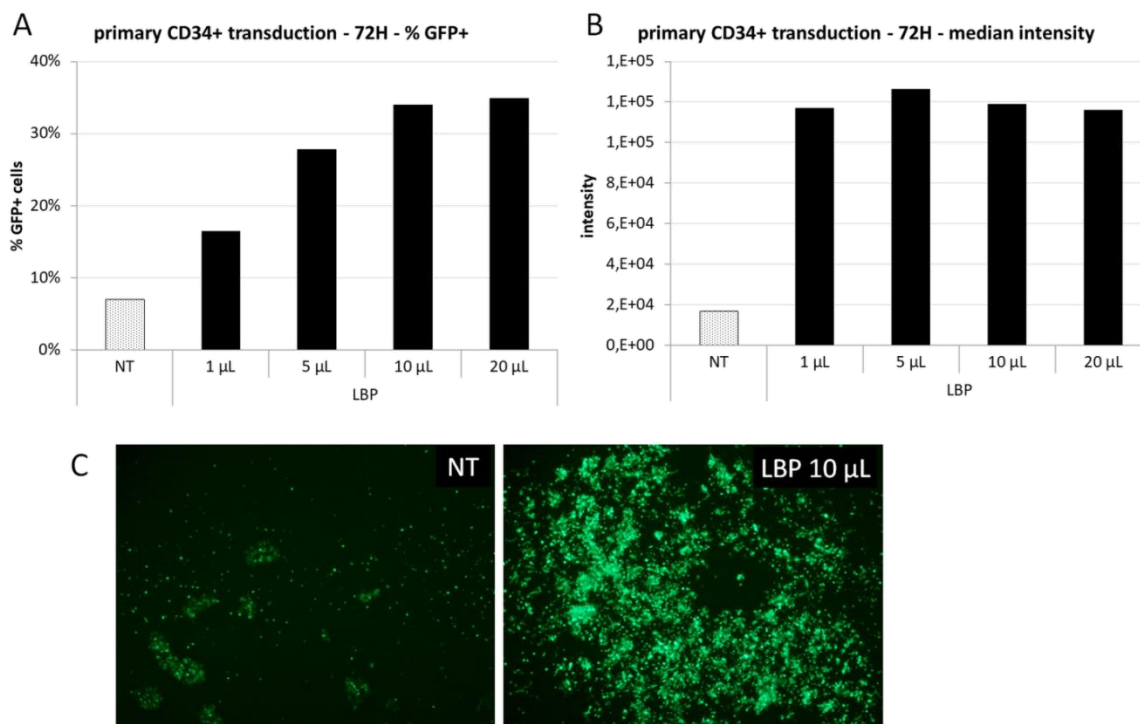 A
primary CD34+ transduction - 72H - % GFP+
40%
30%
20%
10%
0%
% GFP+ cells
NT
1 µL
5 µL
10 µL
20 µL
LBP
B
primary CD34+ transduction - 72H - median intensity
1,E+05
1,E+05
1,E+05
8,E+04
6,E+04
4,E+04
2,E+04
0,E+00
intensity
NT
1 µL
5 µL
10 µL
20 µL
LBP
C
NT
LBP 10 µL